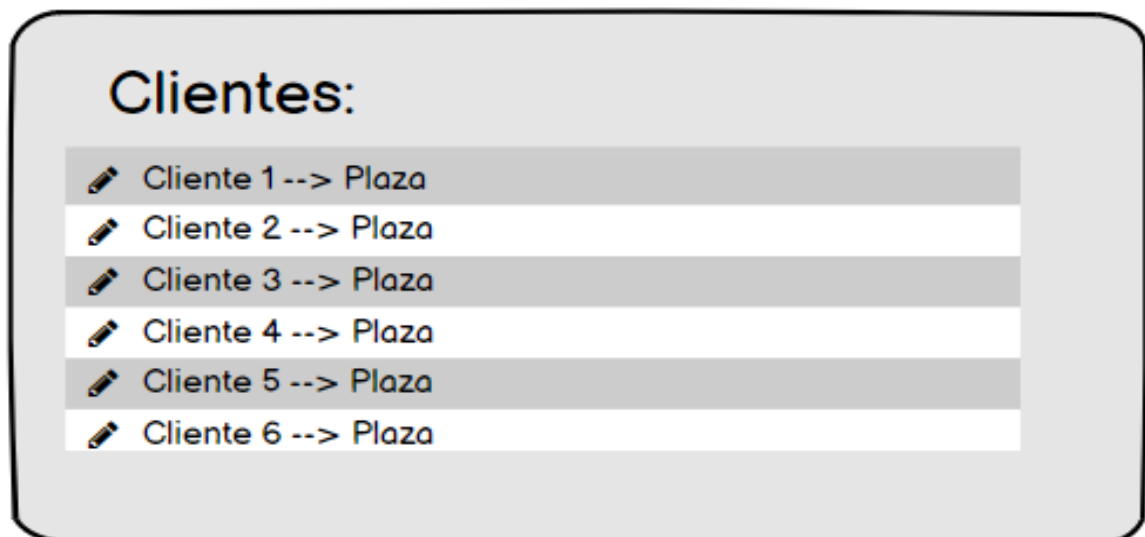 Clientes:
Cliente 1 --> Plaza
Cliente 2 --> Plaza
Cliente 3 --> Plaza
Cliente 4 --> Plaza
Cliente 5 --> Plaza
Cliente 6 --> Plaza